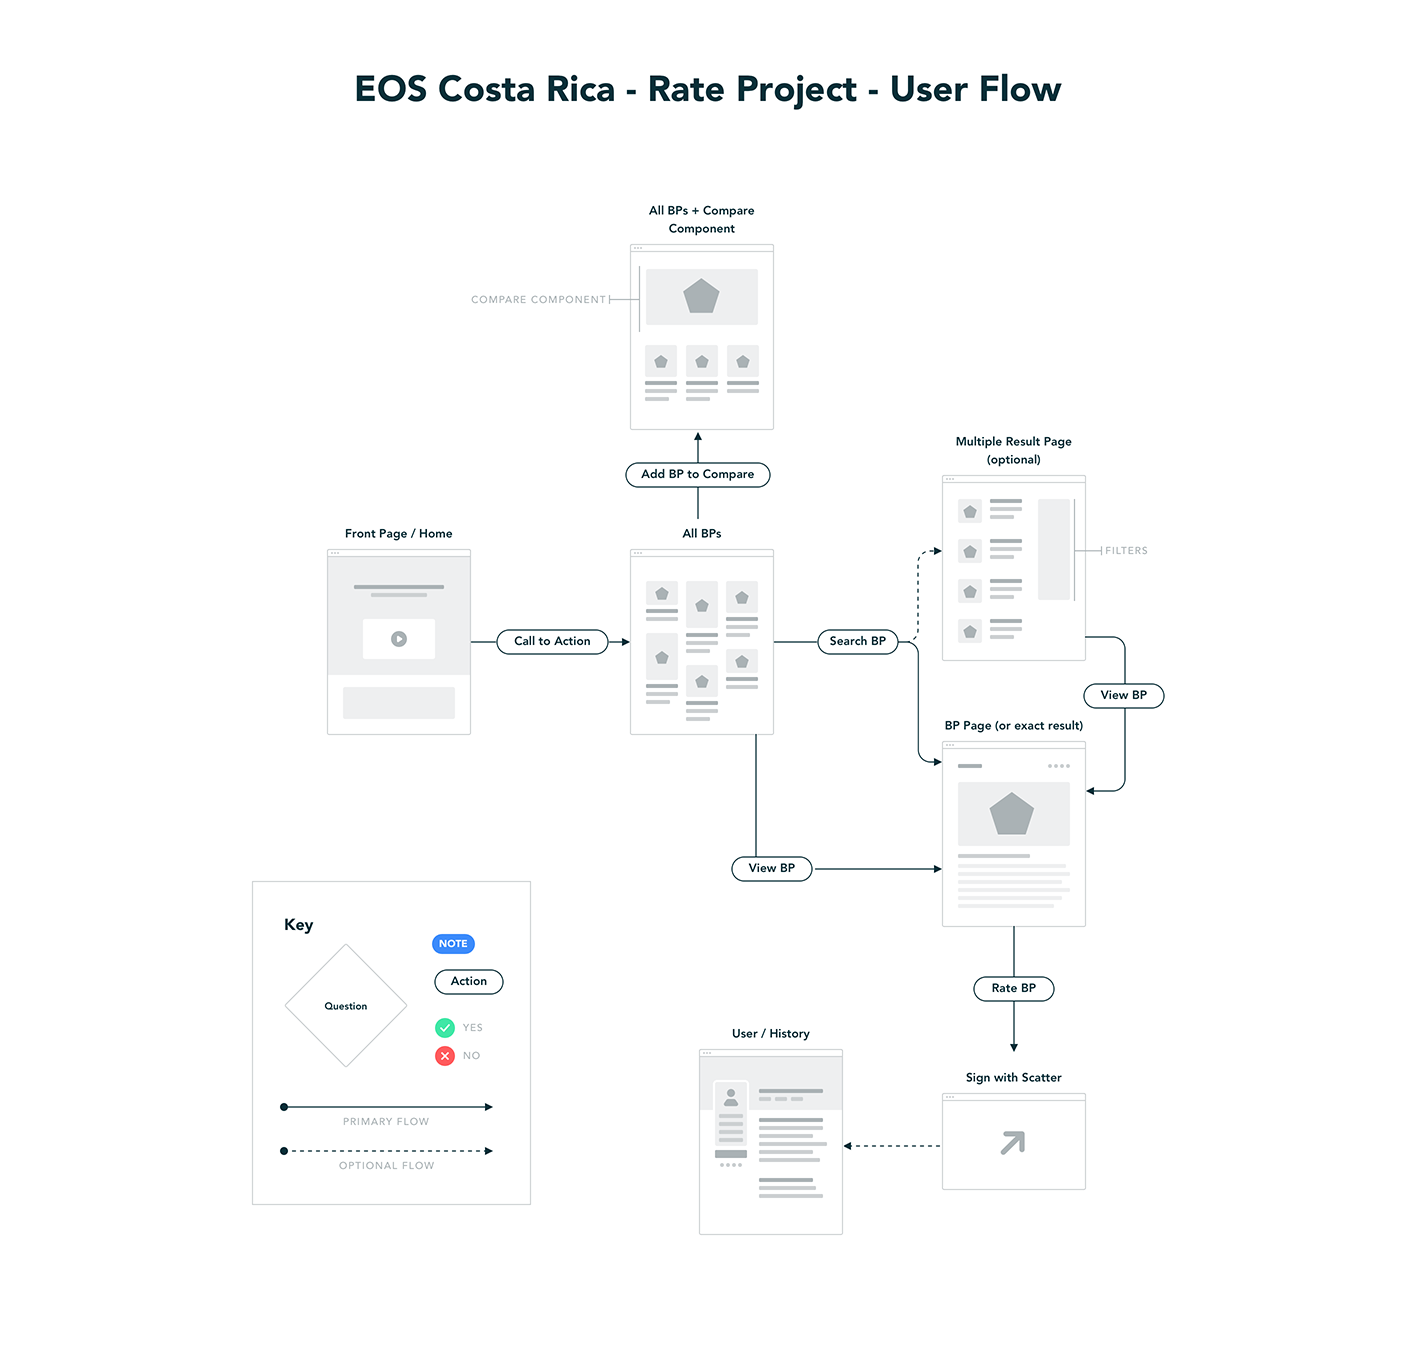 EOS Costa Rica - Rate Project - User Flow
All BPs + Compare
Component
COMPARE COMPONENT
Add BP to Compare
Multiple Result Page
(optional)
FILTERS
Front Page / Home
All BPs
Call to Action
Search BP
View BP
BP Page (or exact result)
View BP
Rate BP
Key
Question
NOTE
Action
YES
NO
PRIMARY FLOW
OPTIONAL FLOW
User / History
Sign with Scatter